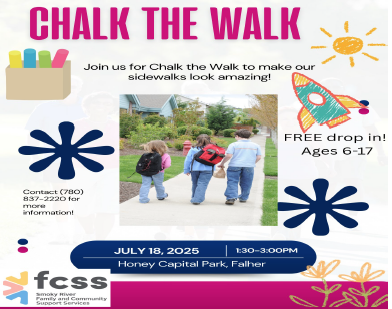 CHALK THE WALK
Join us for Chalk the Walk to make our
sidewalks look amazing!
FREE drop in!
Ages 6-17
Contact (780)
837-2220 for
more
information!
JULY 18, 2025 | 1:30-3:00PM
Honey Capital Park, Falher
fcss
Smoky River
Family and Community
Support Services